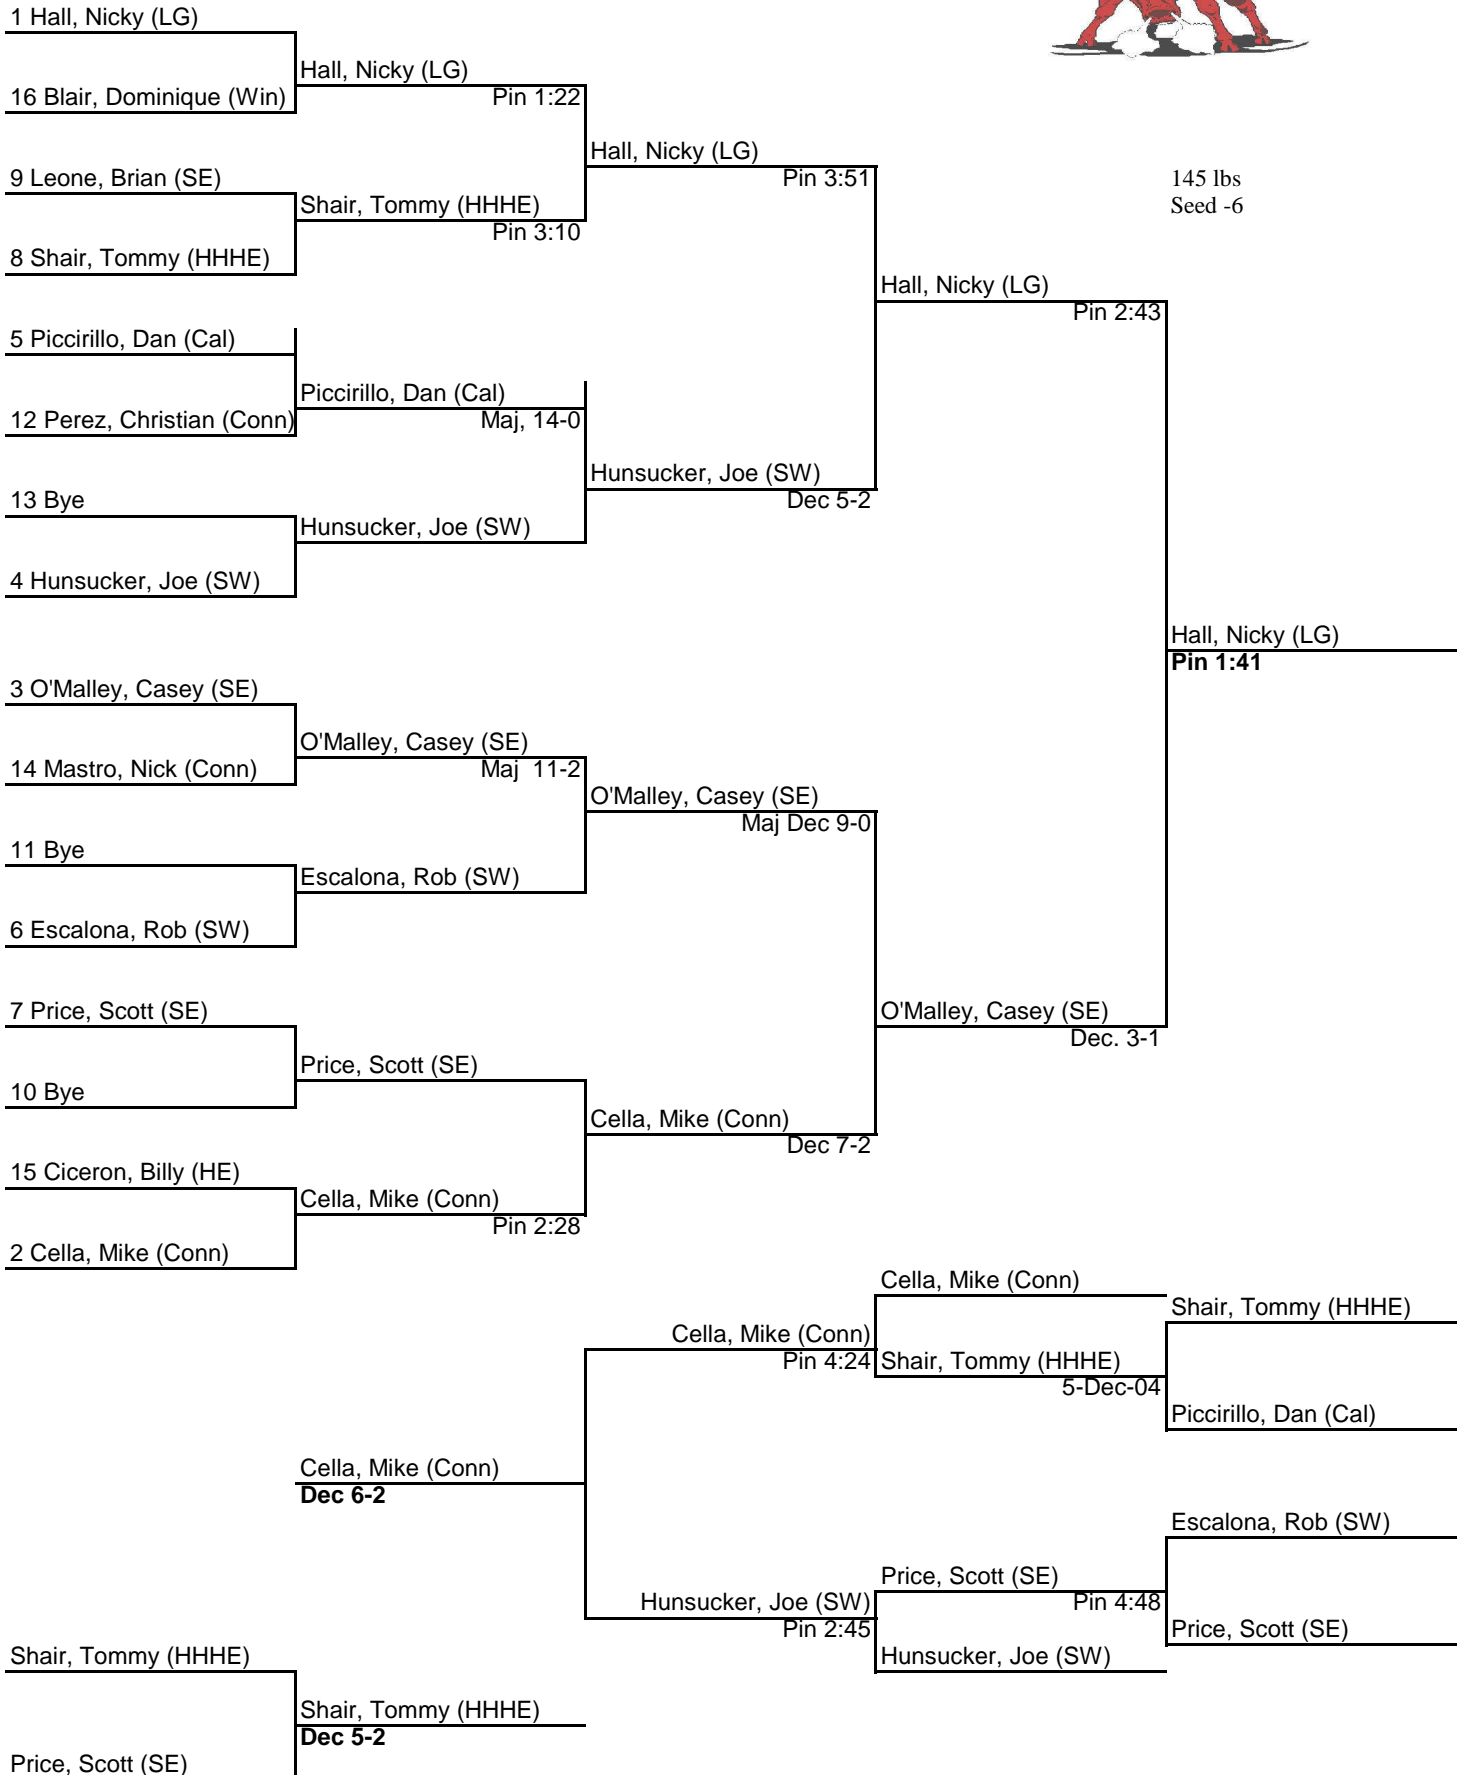 1 Hall, Nicky (LG)
Hall, Nicky (LG)
16 Blair, Dominique (Win)
Pin 1:22
Hall, Nicky (LG)
9 Leone, Brian (SE)
Pin 3:51
145 lbs
Shair, Tommy (HHHE)
Seed -6
Pin 3:10
8 Shair, Tommy (HHHE)
Hall, Nicky (LG)
Pin 2:43
5 Piccirillo, Dan (Cal)
Piccirillo, Dan (Cal)
12 Perez, Christian (Conn)
Maj, 14-0
Hunsucker, Joe (SW)
13 Bye
Dec 5-2
Hunsucker, Joe (SW)
4 Hunsucker, Joe (SW)
Hall, Nicky (LG)
Pin 1:41
3 O'Malley, Casey (SE)
O'Malley, Casey (SE)
14 Mastro, Nick (Conn)
Maj  11-2
O'Malley, Casey (SE)
Maj Dec 9-0
11 Bye
Escalona, Rob (SW)
6 Escalona, Rob (SW)
7 Price, Scott (SE)
O'Malley, Casey (SE)
Dec. 3-1
Price, Scott (SE)
10 Bye
Cella, Mike (Conn)
Dec 7-2
15 Ciceron, Billy (HE)
Cella, Mike (Conn)
Pin 2:28
2 Cella, Mike (Conn)
Cella, Mike (Conn)
Shair, Tommy (HHHE)
Cella, Mike (Conn)
Pin 4:24
Shair, Tommy (HHHE)
5-Dec-04
Piccirillo, Dan (Cal)
Cella, Mike (Conn)
Dec 6-2
Escalona, Rob (SW)
Price, Scott (SE)
Hunsucker, Joe (SW)
Pin 4:48
Pin 2:45
Price, Scott (SE)
Shair, Tommy (HHHE)
Hunsucker, Joe (SW)
Shair, Tommy (HHHE)
Dec 5-2
Price, Scott (SE)